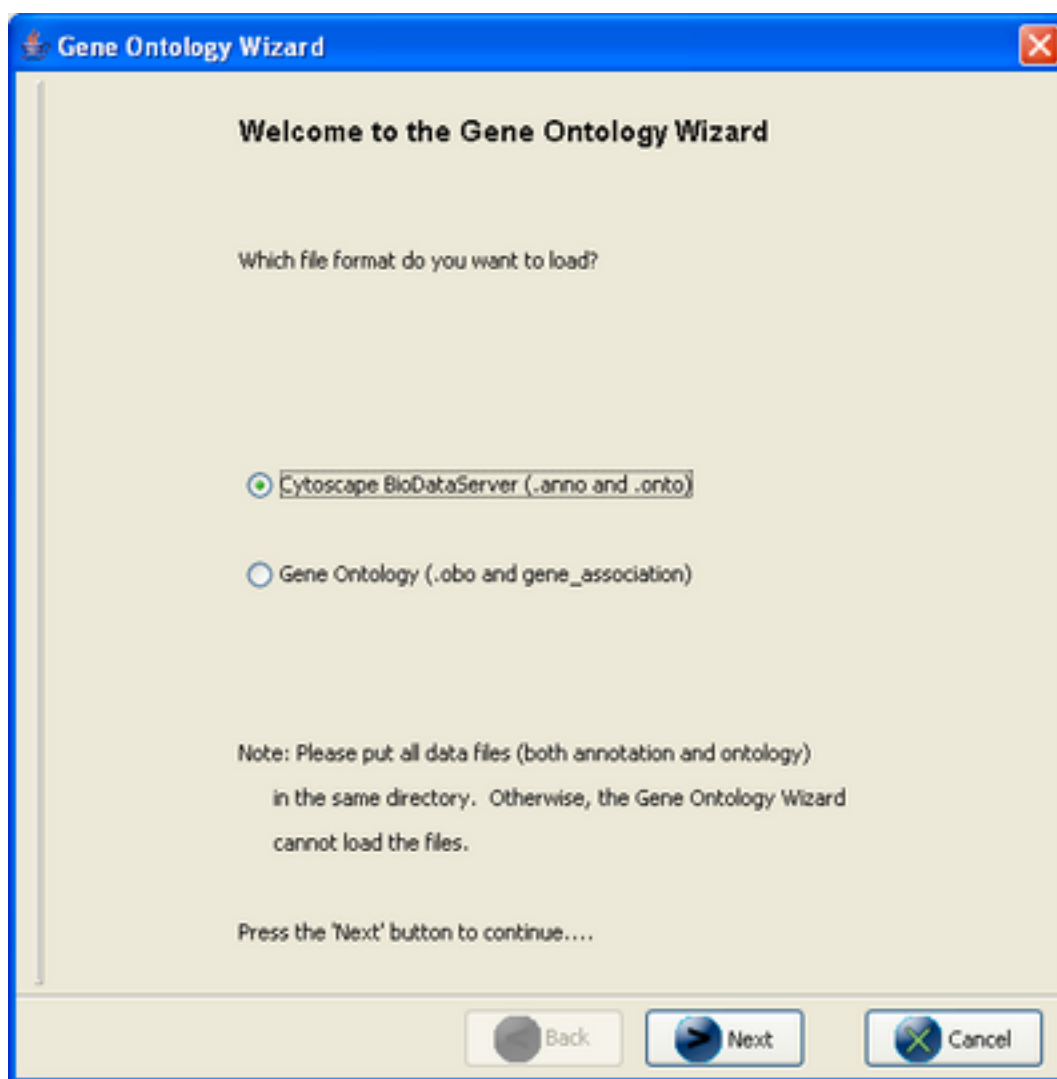 Gene Ontology Wizard
Welcome to the Gene Ontology Wizard
Which file format do you want to load?
Cytoscape BioDataServer (.anno and .onto)
Gene Ontology (.obo and gene_association)
Note: Please put all data files (both annotation and ontology)
in the same directory.  Otherwise, the Gene Ontology Wizard
cannot load the files.
Press the 'Next' button to continue....
Back
Next
Cancel